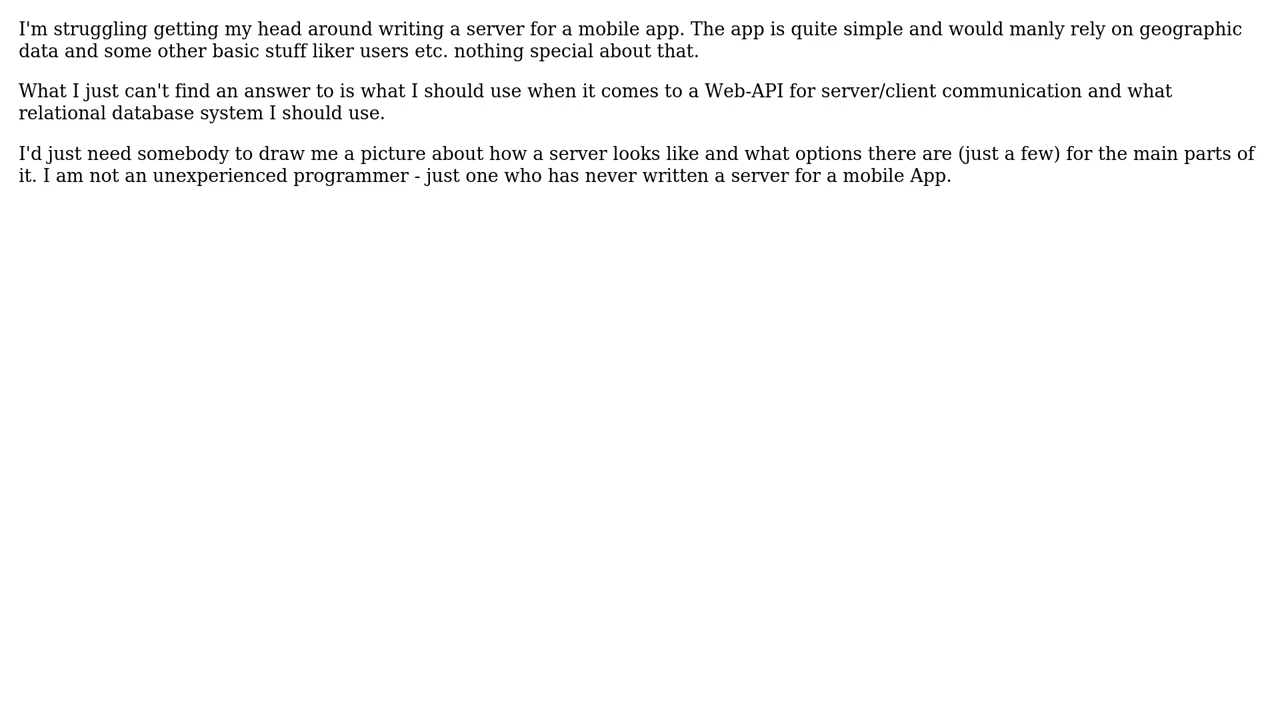 I'm struggling getting my head around writing a server for a mobile app. The app is quite simple and would manly rely on geographic
data and some other basic stuff liker users etc. nothing special about that.
What I just can't find an answer to is what I should use when it comes to a Web-API for server/client communication and what
relational database system I should use.
I'd just need somebody to draw me a picture about how a server looks like and what options there are (just a few) for the main parts of
it. I am not an unexperienced programmer - just one who has never written a server for a mobile App.